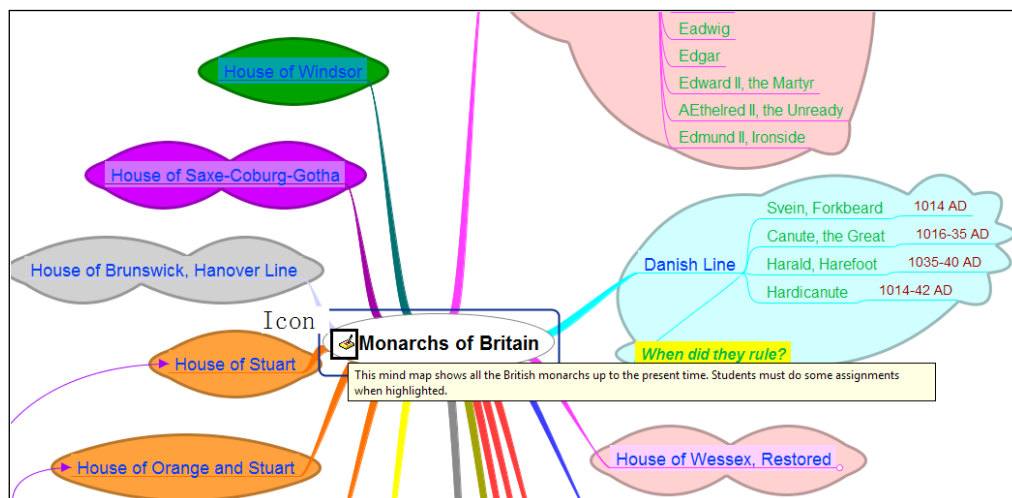 Eadwig
Edgar
Edward II, the Martyr
AEthelred II, the Unready
Edmund II, Ironside
House of Windsor
House of Saxe-Coburg-Gotha
House of Brunswick, Hanover Line
Icon
House of Stuart
House of Orange and Stuart
Monarchs of Britain
This mind map shows all the British monarchs up to the present time. Students must do some assignments
when highlighted.
Danish Line
Svein, Forkbeard 1014 AD
Canute, the Great 1016-35 AD
Harald, Harefoot 1035-40 AD
Hardicanute 1014-42 AD
When did they rule?
House of Wessex, Restored